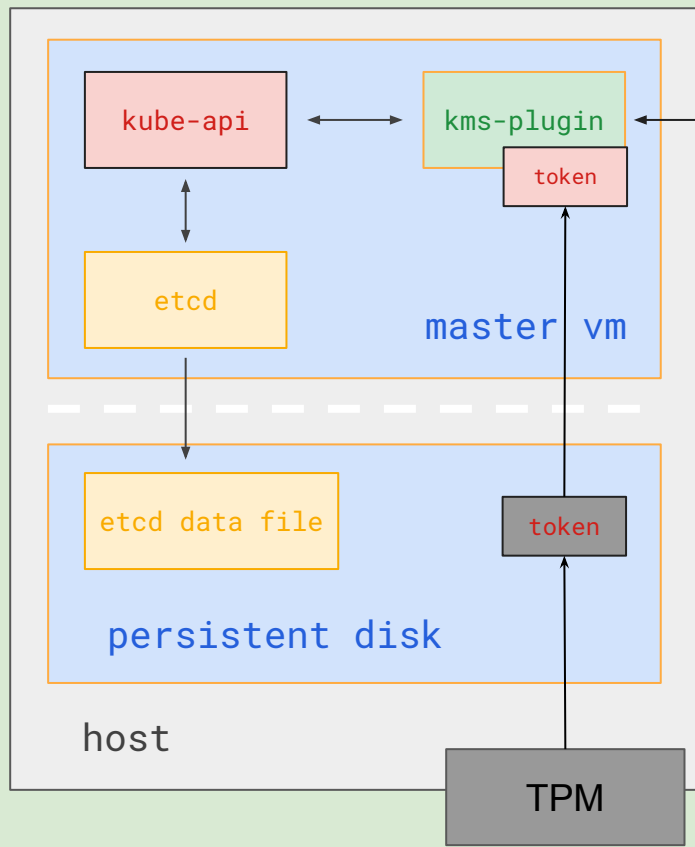 kube-api
kms-plugin
token
etcd
master vm
etcd data file
token
persistent disk
host
TPM